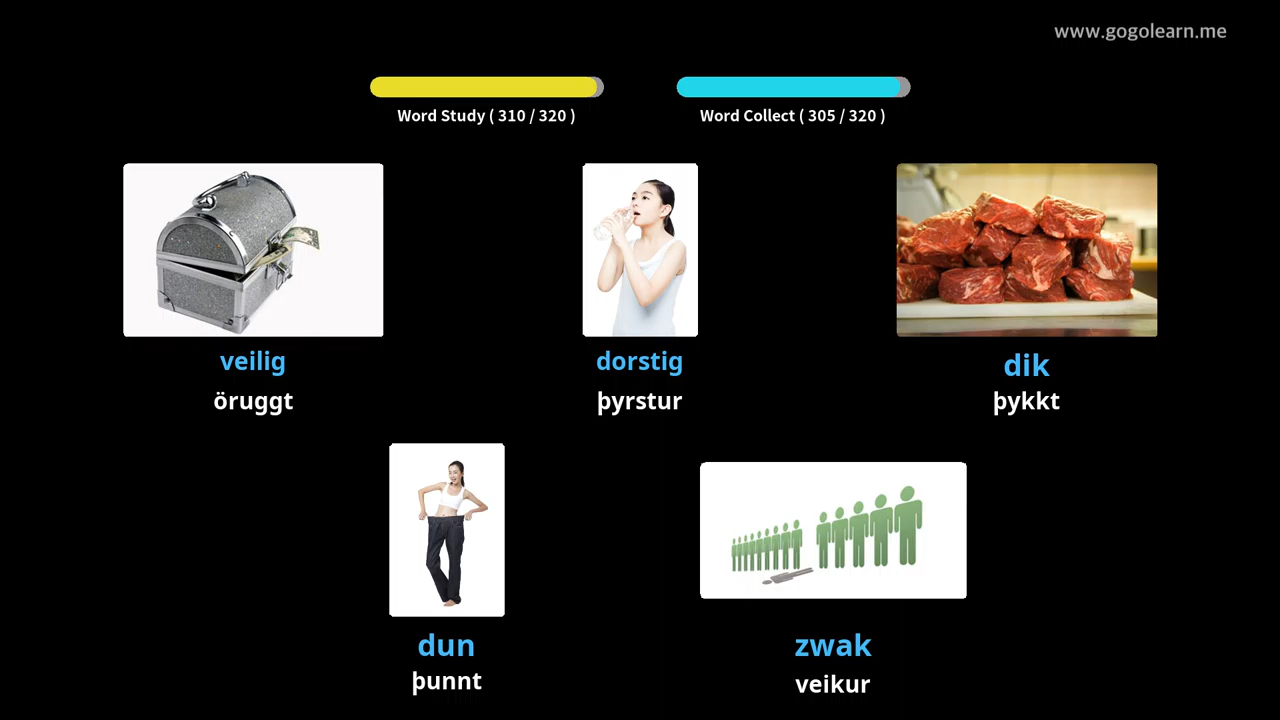 www.gogolearn.me
Word Study ( 310 / 320 )
Word Collect ( 305 / 320 )
veilig
öruggt
dorstig
þyrstur
dik
þykkt
dun
þunnt
zwak
veikur